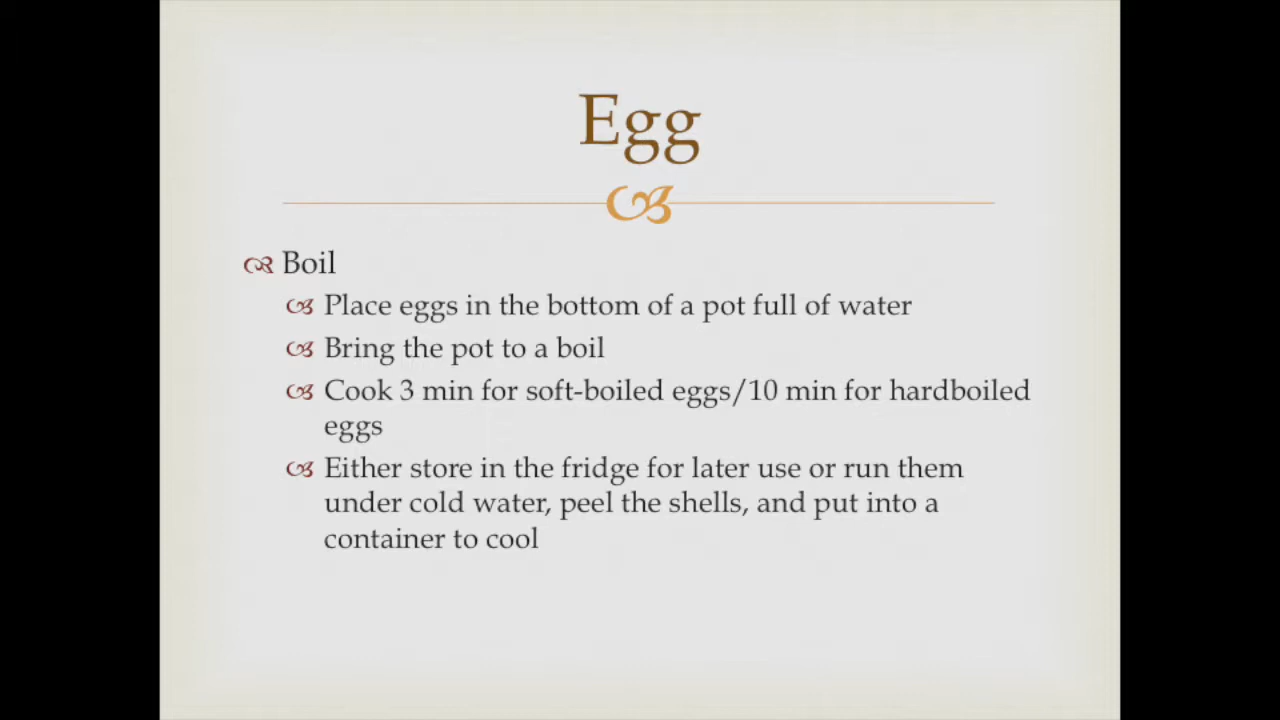 Egg
Boil
Place eggs in the bottom of a pot full of water
Bring the pot to a boil
Cook 3 min for soft-boiled eggs/10 min for hardboiled
eggs
Either store in the fridge for later use or run them
under cold water, peel the shells, and put into a
container to cool